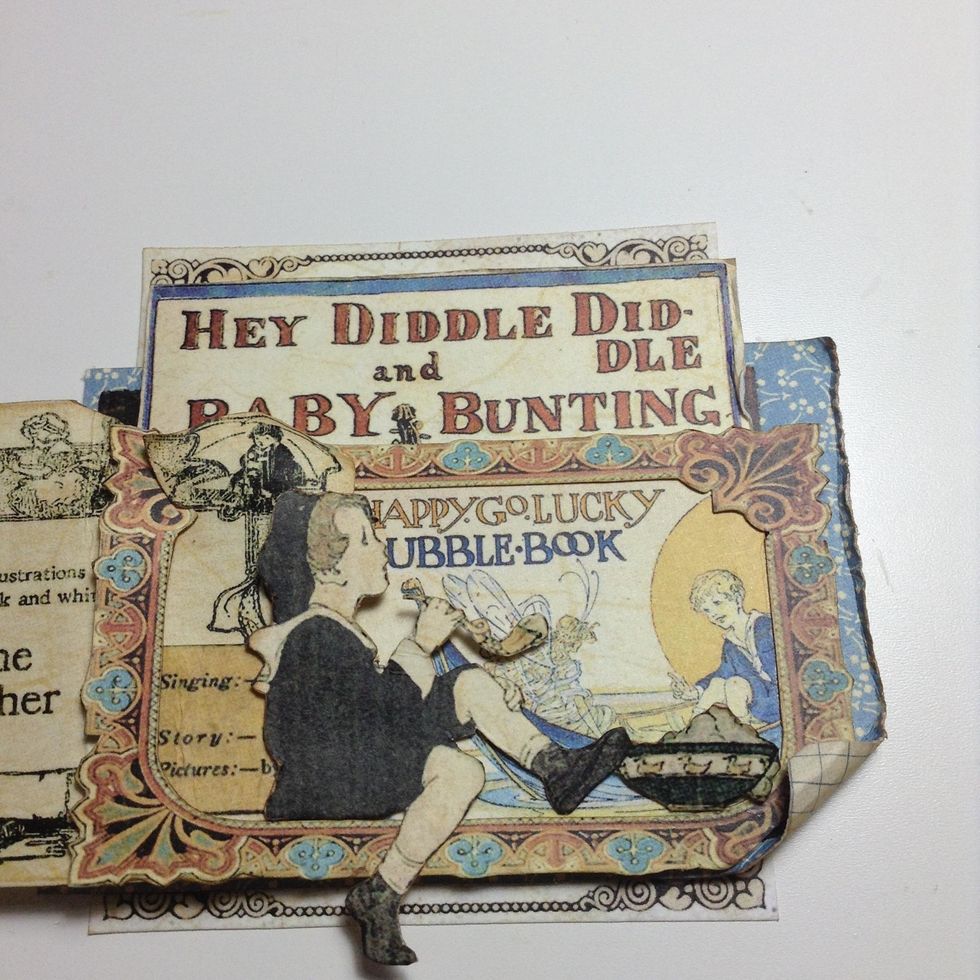 HEY DIDDLE DID-
DLE
and
BABY BUNTING
HAPPY·GO·LUCKY
UBBLE·BOOK
ustrations
k and whi
ne
her
Singing:—
Story:—
Pictures:—b